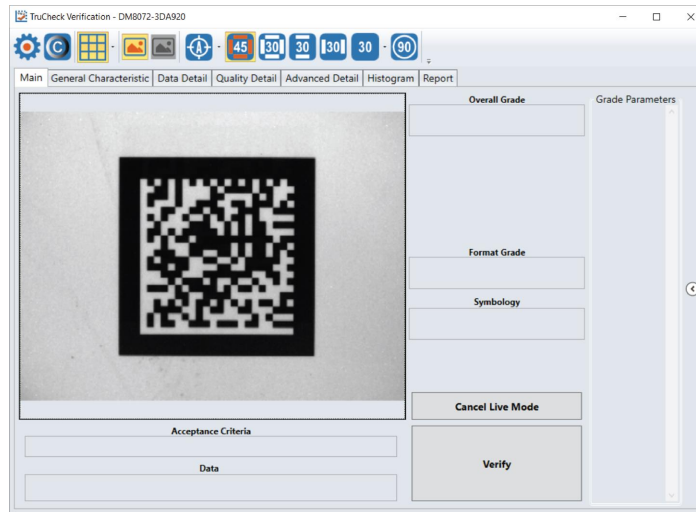 TruCheck Verification - DM8072-3DA920
C 45 30 30 30 30 90
Main General Characteristic Data Detail Quality Detail Advanced Detail Histogram Report
Overall Grade
Grade Parameters
Format Grade
Symbology
Cancel Live Mode
Acceptance Criteria
Verify
Data